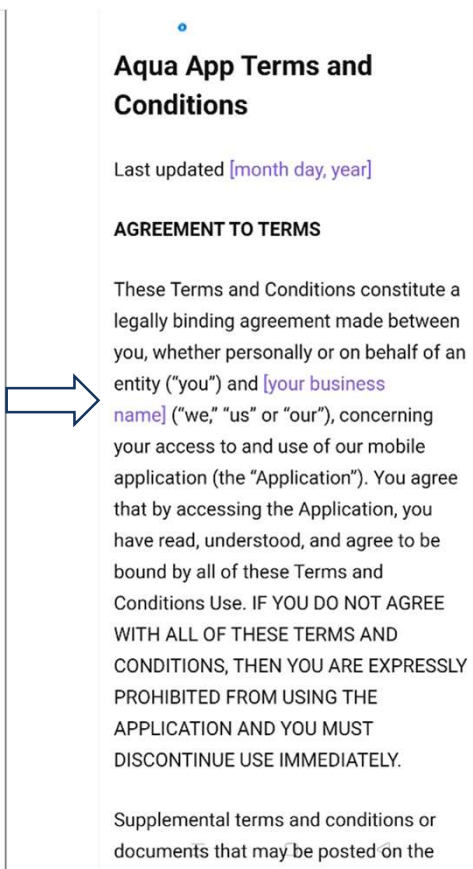 Aqua App Terms and
Conditions
Last updated [month day, year]
AGREEMENT TO TERMS
These Terms and Conditions constitute a
legally binding agreement made between
you, whether personally or on behalf of an
entity (“you”) and [your business
name] (“we,” “us” or “our”), concerning
your access to and use of our mobile
application (the “Application”). You agree
that by accessing the Application, you
have read, understood, and agree to be
bound by all of these Terms and
Conditions Use. IF YOU DO NOT AGREE
WITH ALL OF THESE TERMS AND
CONDITIONS, THEN YOU ARE EXPRESSLY
PROHIBITED FROM USING THE
APPLICATION AND YOU MUST
DISCONTINUE USE IMMEDIATELY.
Supplemental terms and conditions or
documents that may be posted on the